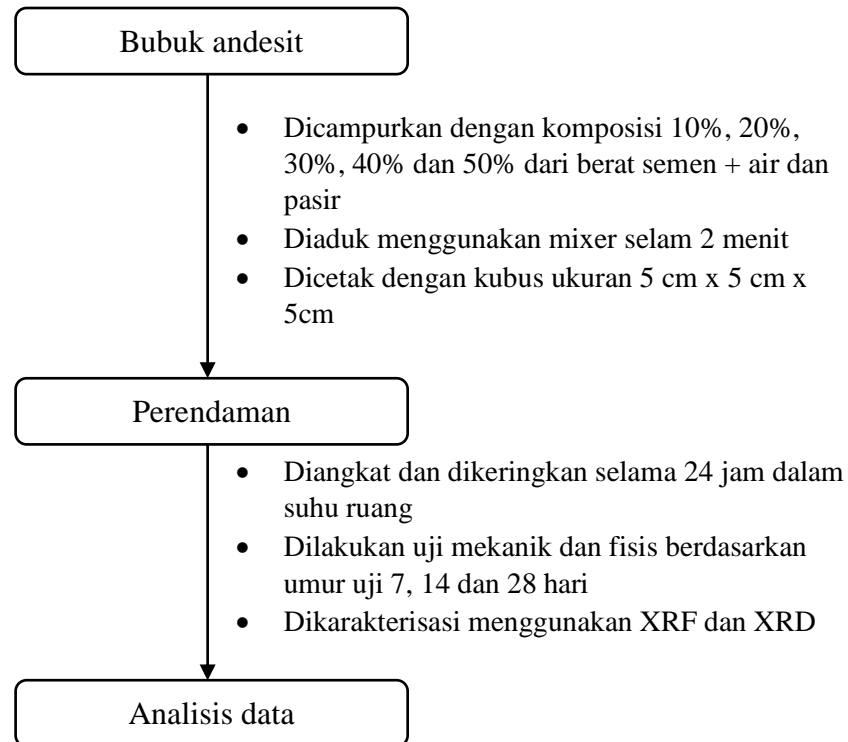 Bubuk andesit
• Dicampurkan dengan komposisi 10%, 20%,
30%, 40% dan 50% dari berat semen + air dan
pasir
• Diaduk menggunakan mixer selam 2 menit
• Dicetak dengan kubus ukuran 5 cm x 5 cm x
5cm
Perendaman
• Diangkat dan dikeringkan selama 24 jam dalam
suhu ruang
• Dilakukan uji mekanik dan fisis berdasarkan
umur uji 7, 14 dan 28 hari
• Dikarakterisasi menggunakan XRF dan XRD
Analisis data